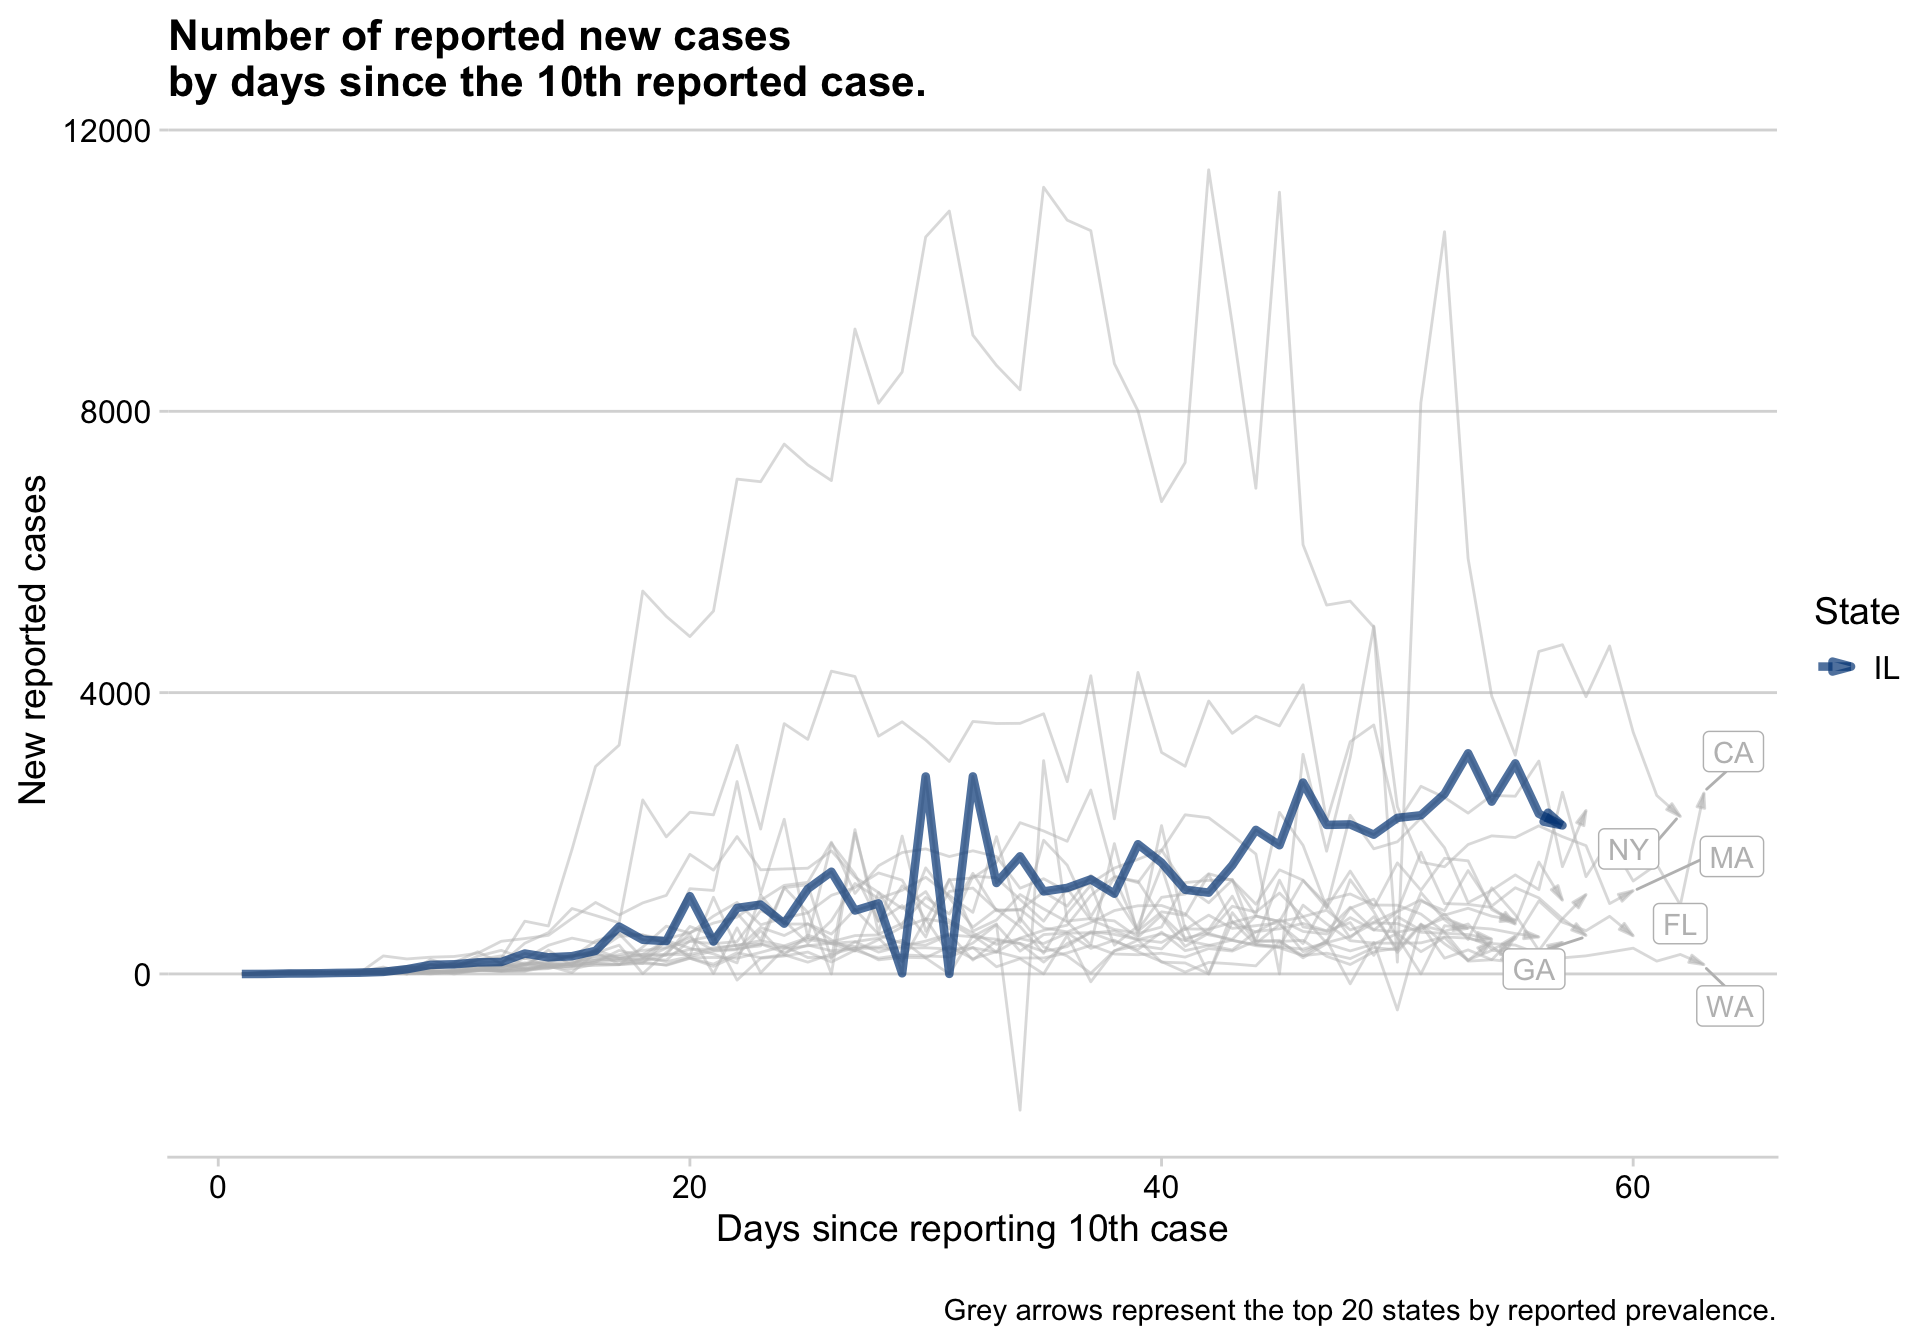 Number of reported new cases
by days since the 10th reported case.
12000
8000
4000
0
New reported cases
State
IL
CA
NY
MA
FL
GA
WA
0
20
40
60
Days since reporting 10th case
Grey arrows represent the top 20 states by reported prevalence.